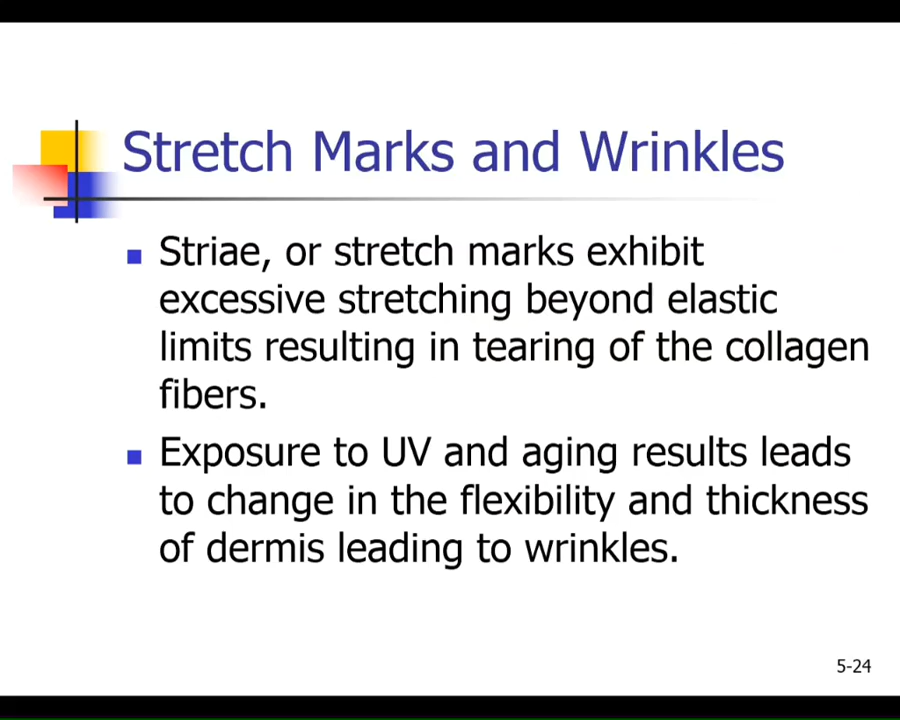 Stretch Marks and Wrinkles
Striae, or stretch marks exhibit
excessive stretching beyond elastic
limits resulting in tearing of the collagen
fibers.
Exposure to UV and aging results leads
to change in the flexibility and thickness
of dermis leading to wrinkles.
5-24